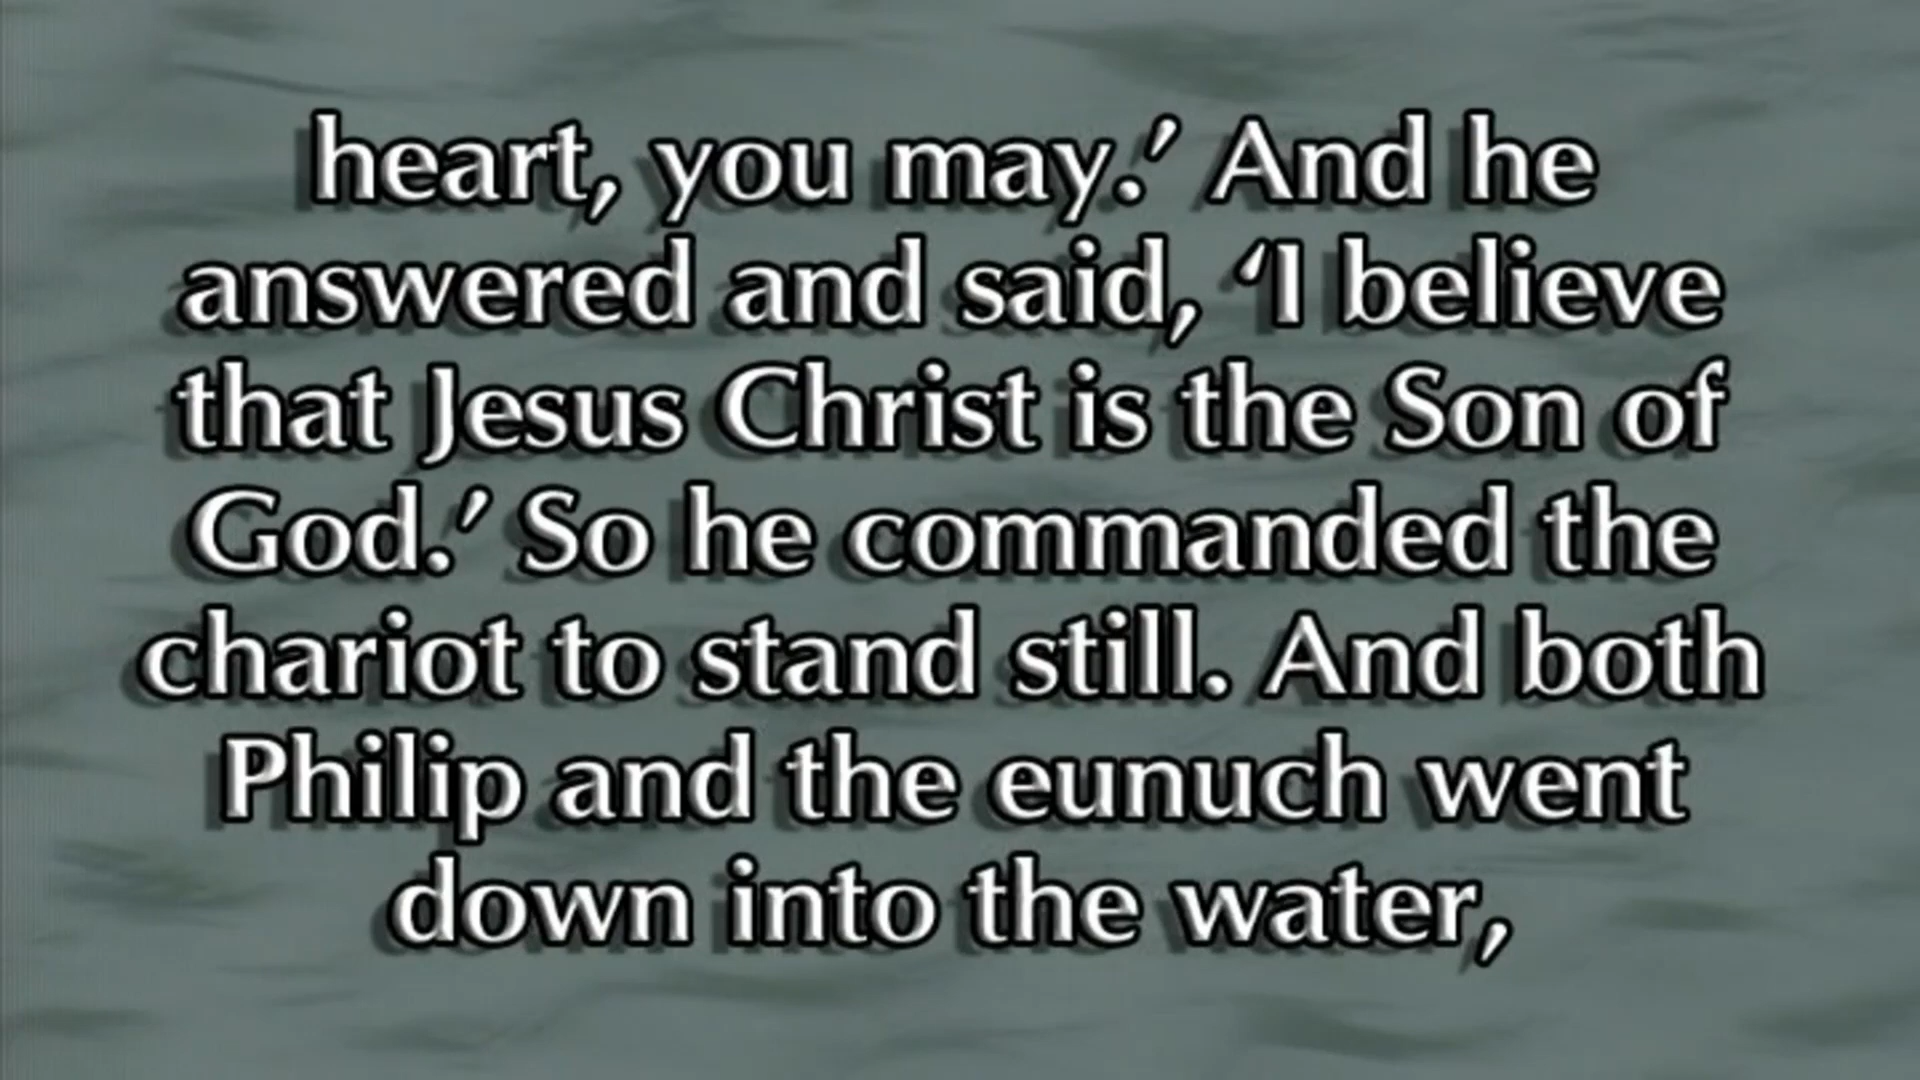 heart, you may.’ And he
answered and said, ‘I believe
that Jesus Christ is the Son of
God.’ So he commanded the
chariot to stand still. And both
Philip and the eunuch went
down into the water,